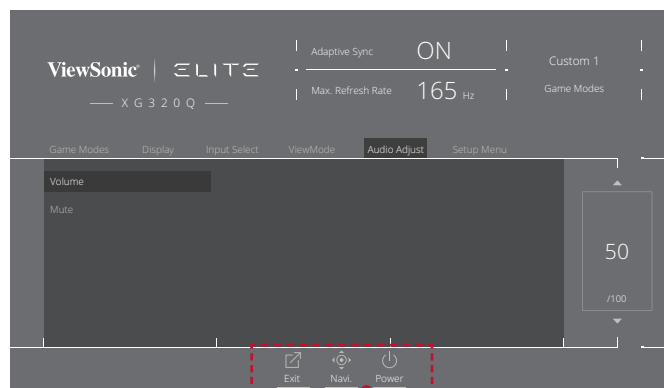 ViewSonic® ELITE
XG320Q
Adaptive Sync ON
Max. Refresh Rate 165 Hz
Custom 1
Game Modes
Game Modes Display Input Select ViewMode Audio Adjust Setup Menu
Volume
Mute
50
/100
Exit Navi. Power